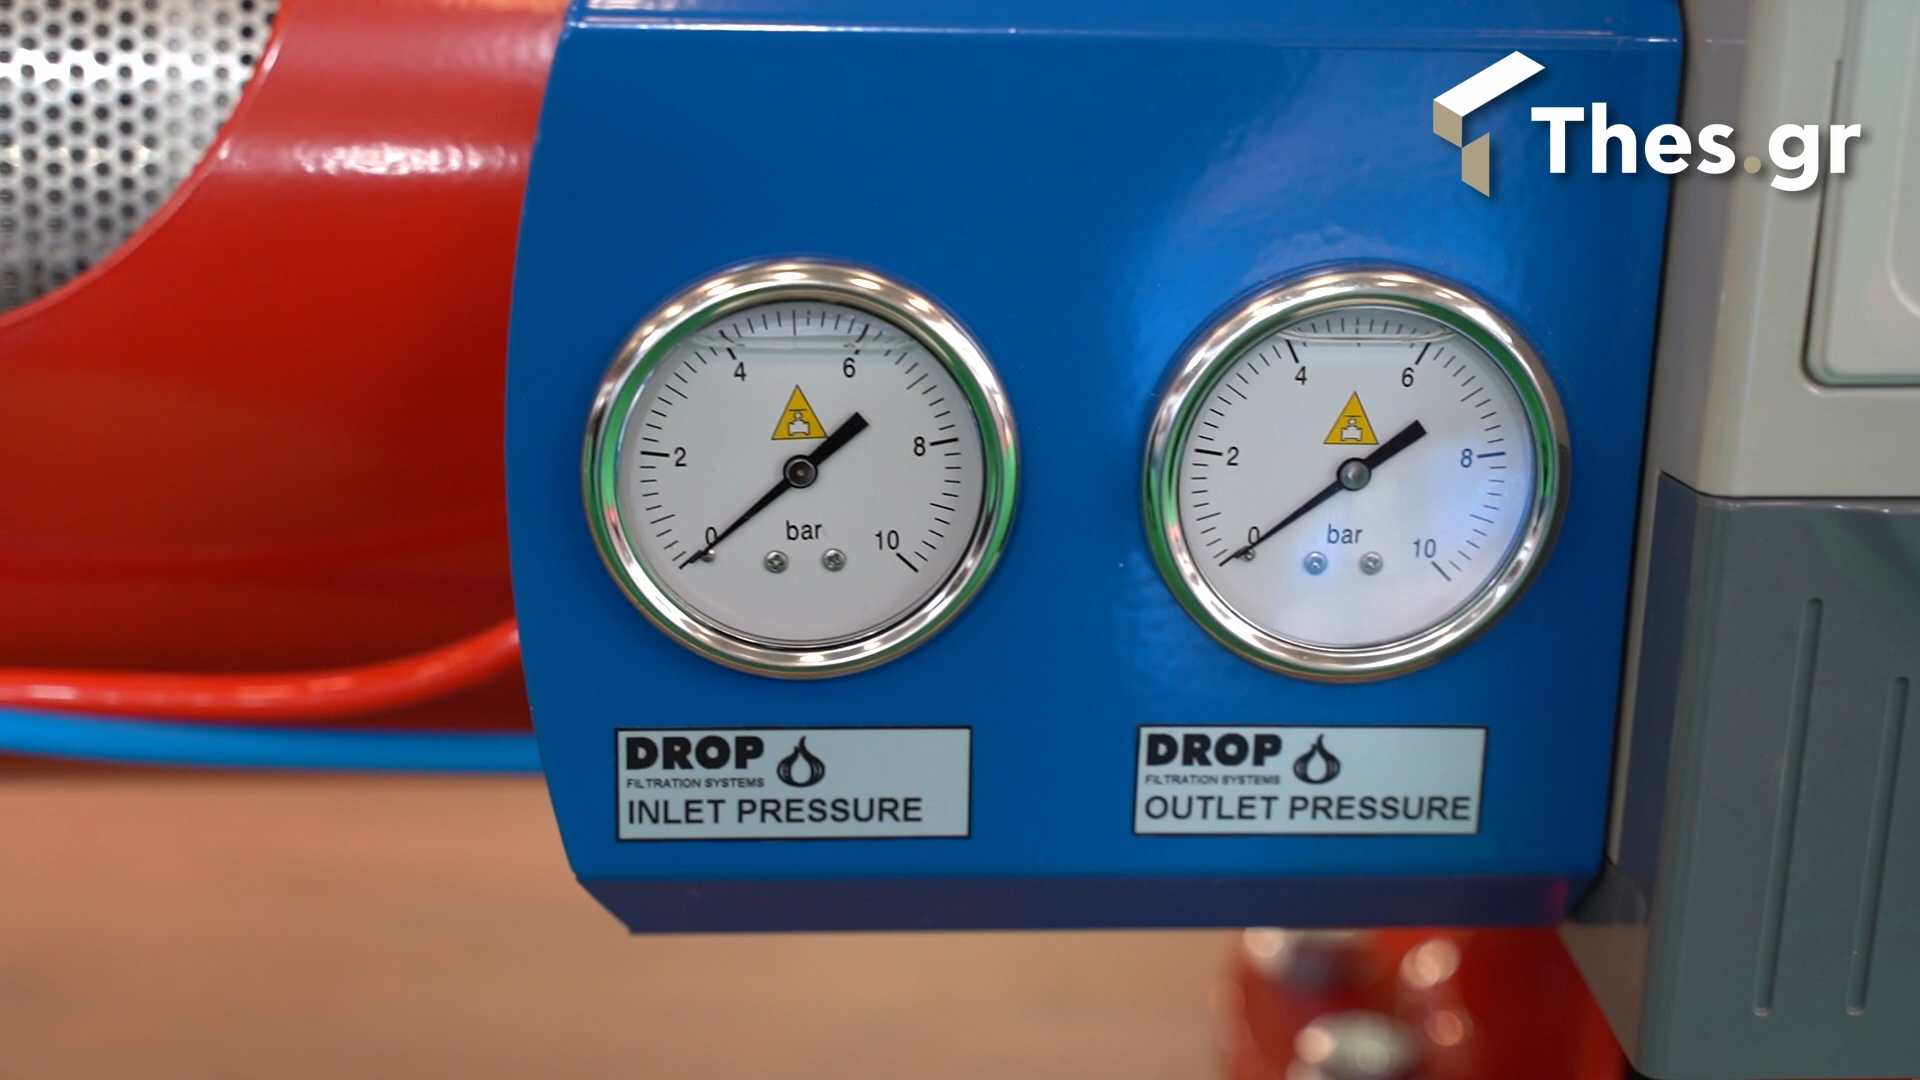 Thes.gr
4 6
2 8
0 10
bar
4 6
2 8
0 10
bar
DROP
FILTRATION SYSTEMS
INLET PRESSURE
DROP
FILTRATION SYSTEMS
OUTLET PRESSURE